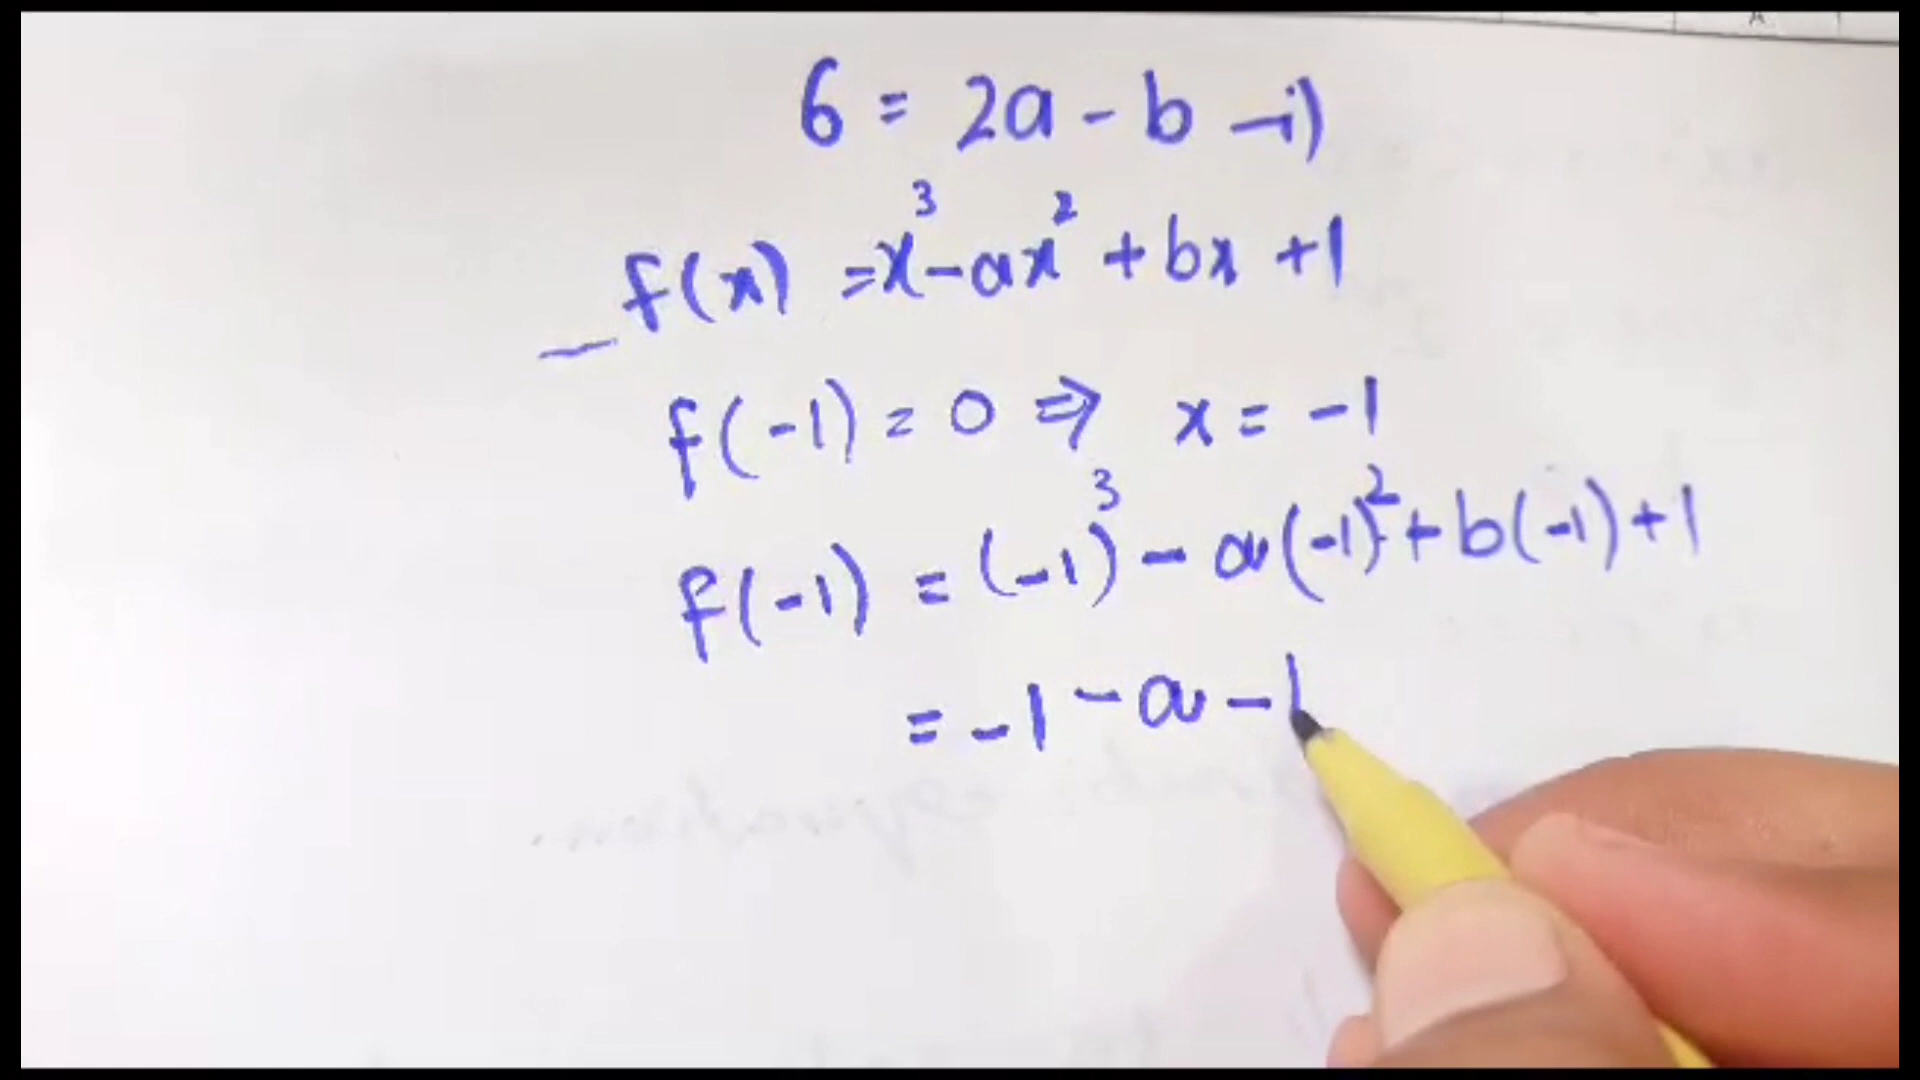 6 = 2a - b —i)
f(x) = x³ - ax² + bx + 1
f(-1) = 0 ⇒ x = -1
f(-1) = (-1)³ - a(-1)² + b(-1) + 1
= -1 - a -